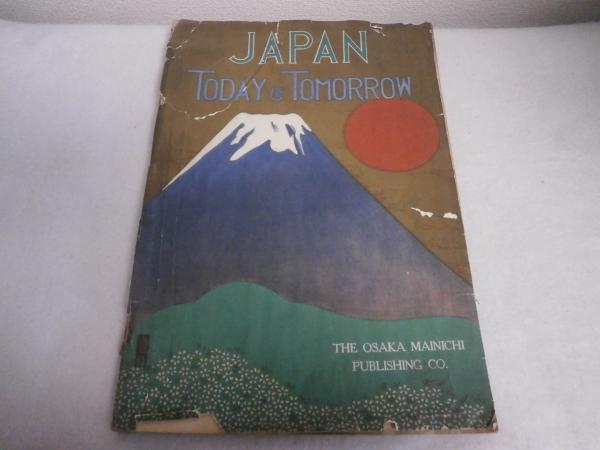 JAPAN
TODAY & TOMORROW
THE OSAKA MAINICHI
PUBLISHING CO.